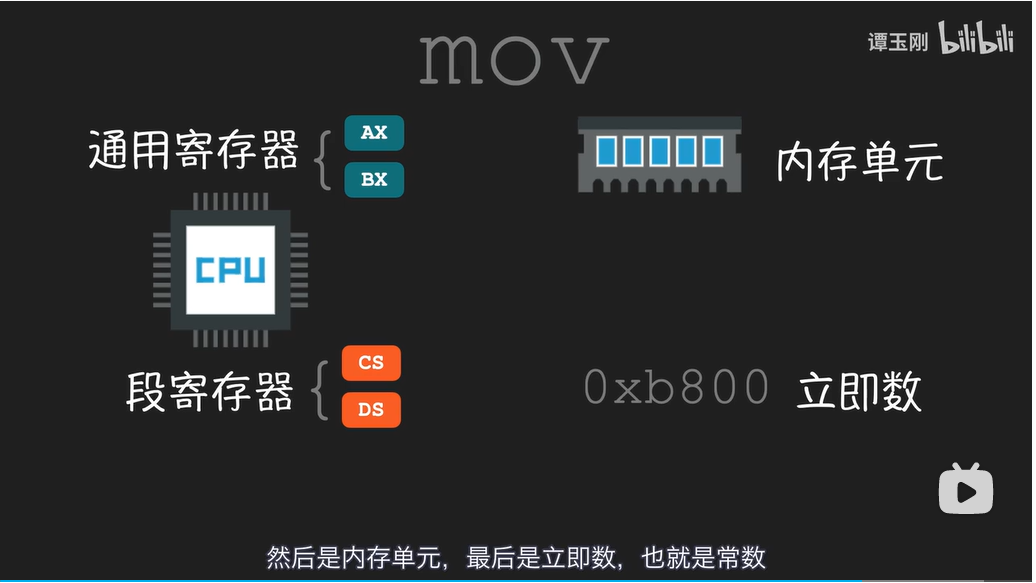 mov
谭玉刚 bilibili
通用寄存器
AX
BX
内存单元
CPU
段寄存器
CS
DS
0xb800 立即数
然后是内存单元，最后是立即数，也就是常数